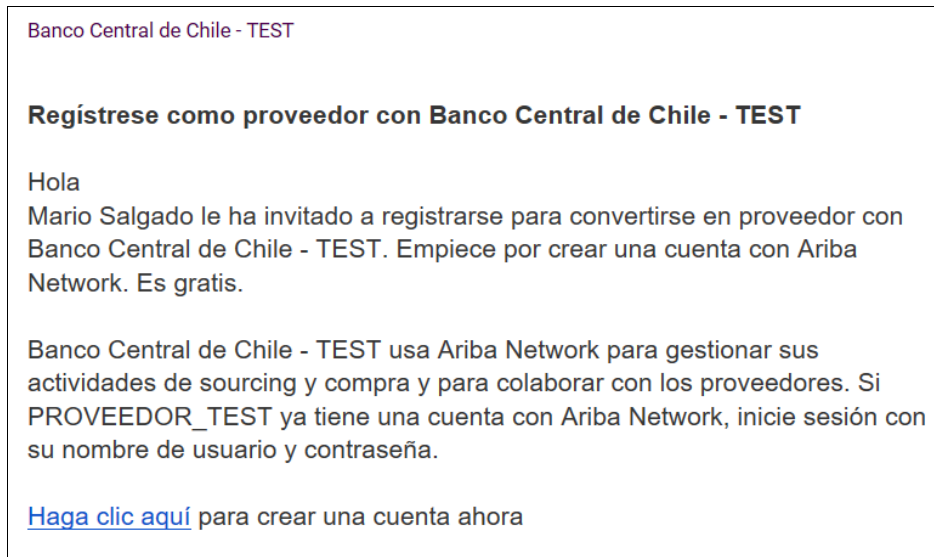 Banco Central de Chile - TEST
Regístrese como proveedor con Banco Central de Chile - TEST
Hola
Mario Salgado le ha invitado a registrarse para convertirse en proveedor con
Banco Central de Chile - TEST. Empiece por crear una cuenta con Ariba
Network. Es gratis.
Banco Central de Chile - TEST usa Ariba Network para gestionar sus
actividades de sourcing y compra y para colaborar con los proveedores. Si
PROVEEDOR_TEST ya tiene una cuenta con Ariba Network, inicie sesión con
su nombre de usuario y contraseña.
Haga clic aquí para crear una cuenta ahora